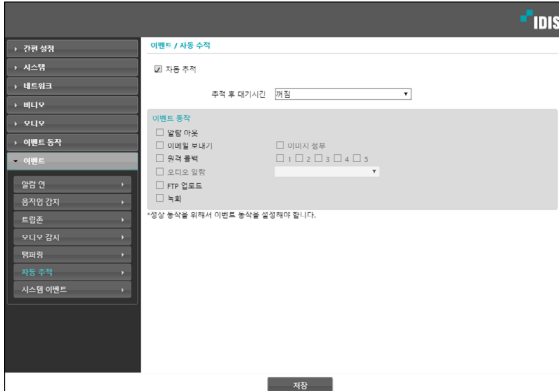 IDIS
간편 설정
시스템
네트워크
비디오
오디오
이벤트 동작
이벤트
알람 인
움직임 감지
트립존
오디오 감지
탬퍼링
자동 추적
시스템 이벤트
이벤트 / 자동 추적
자동 추적
추적 후 대기시간 꺼짐
이벤트 동작
알람 아웃
이메일 보내기 이미지 첨부
원격 콜백 1 2 3 4 5
오디오 알람
FTP 업로드
녹화
*정상 동작을 위해서 이벤트 동작을 설정해야 합니다.
저장